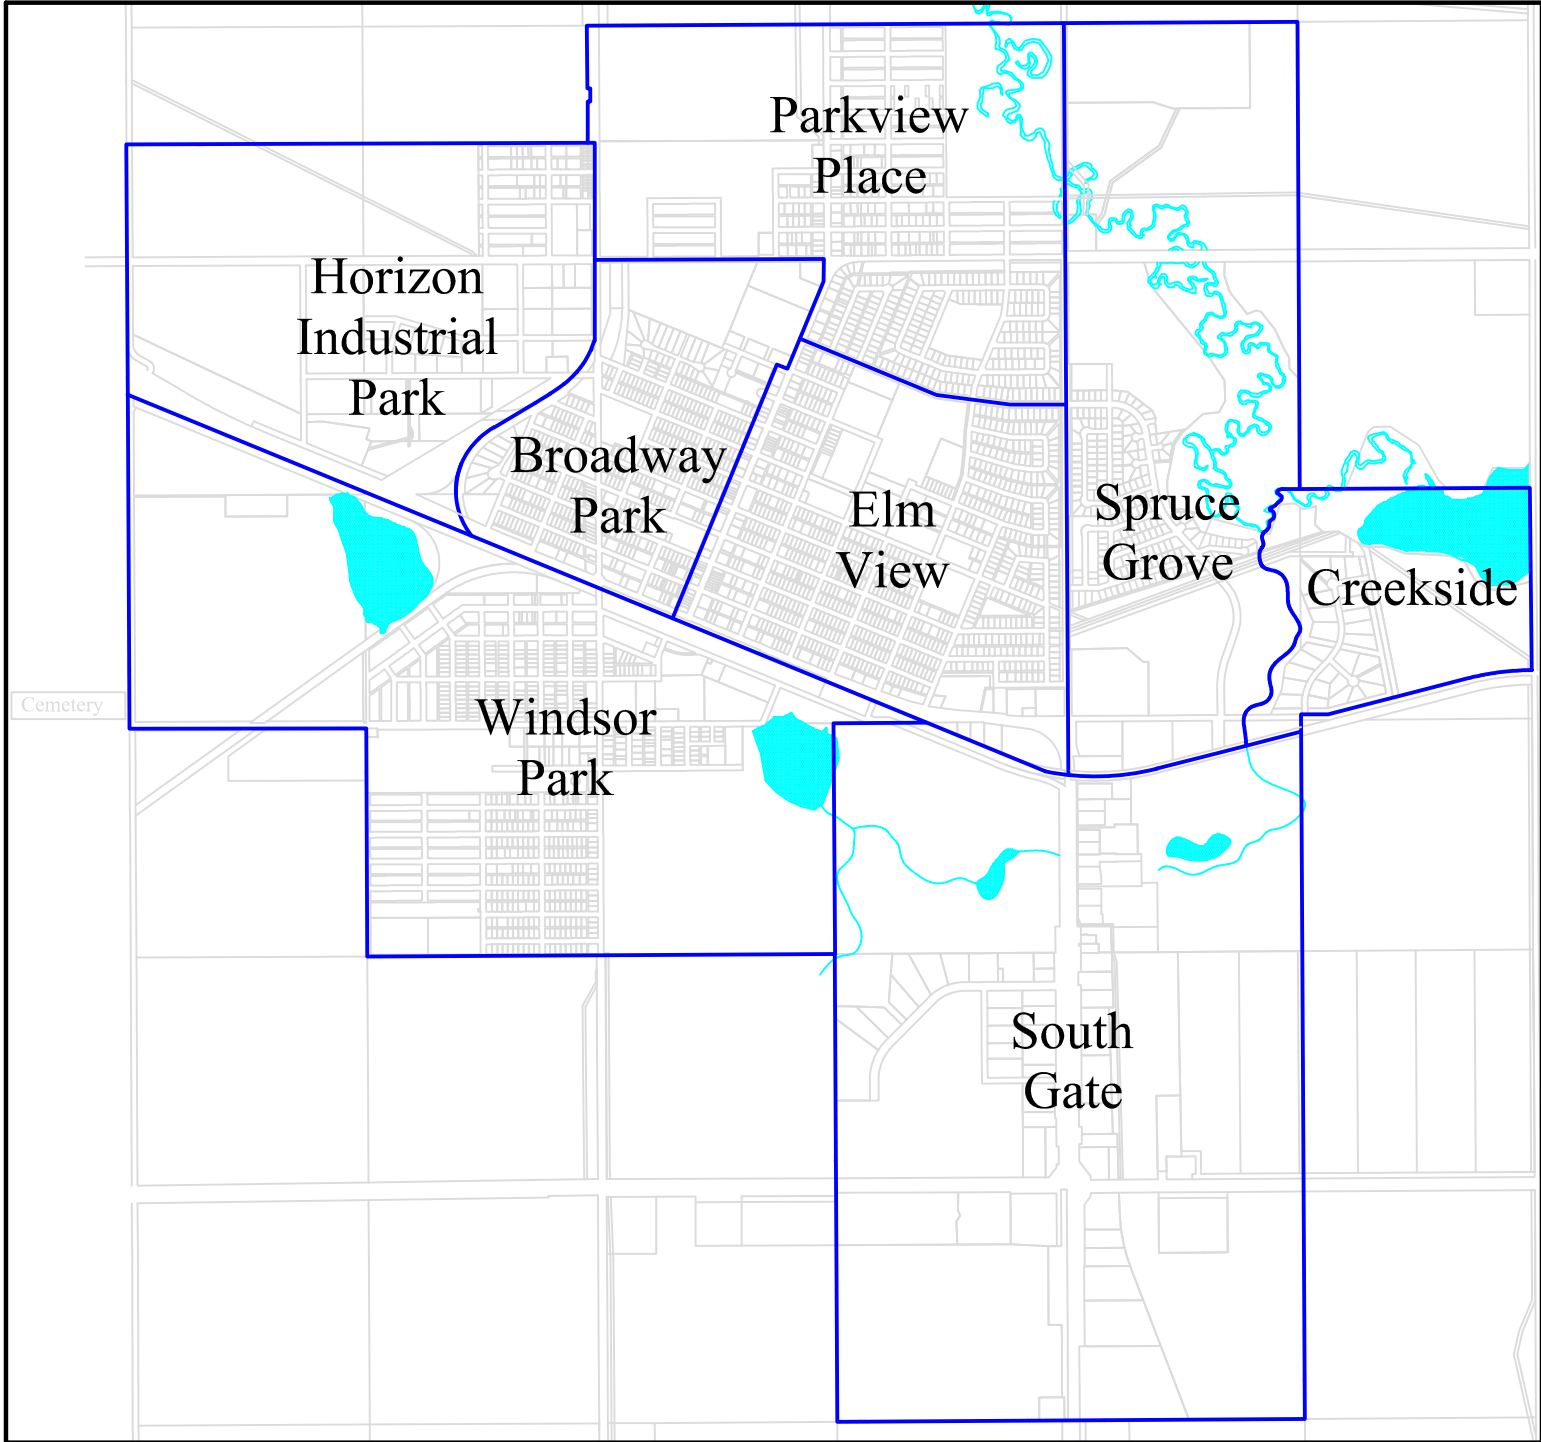 Parkview
Place
Horizon
Industrial
Park
Broadway
Park
Elm
View
Spruce
Grove
Creekside
Cemetery
Windsor
Park
South
Gate